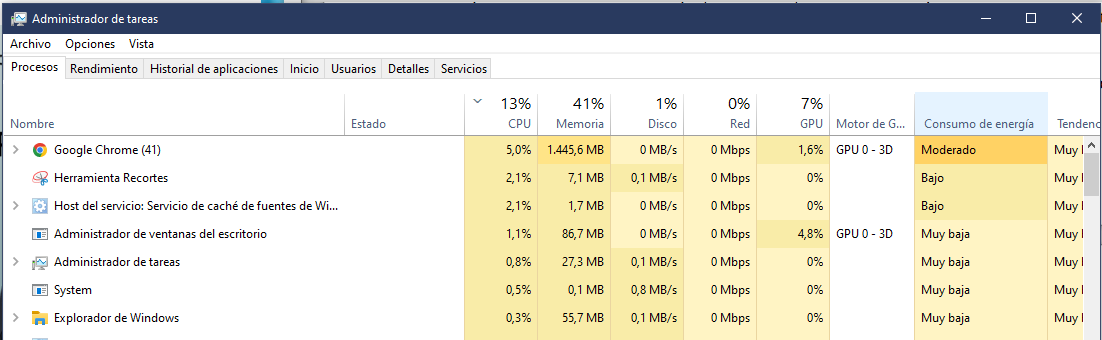 Administrador de tareas
Archivo Opciones Vista
Procesos Rendimiento Historial de aplicaciones Inicio Usuarios Detalles Servicios
13% 41% 1% 0% 7%
Nombre Estado CPU Memoria Disco Red GPU Motor de G... Consumo de energía Tendenc
Google Chrome (41) 5,0% 1.445,6 MB 0 MB/s 0 Mbps 1,6% GPU 0 - 3D Moderado Muy l
Herramienta Recortes 2,1% 7,1 MB 0,1 MB/s 0 Mbps 0% Bajo Muy l
Host del servicio: Servicio de caché de fuentes de Wi... 2,1% 1,7 MB 0 MB/s 0 Mbps 0% Bajo Muy l
Administrador de ventanas del escritorio 1,1% 86,7 MB 0 MB/s 0 Mbps 4,8% GPU 0 - 3D Muy baja Muy l
Administrador de tareas 0,8% 27,3 MB 0,1 MB/s 0 Mbps 0% Muy baja Muy l
System 0,5% 0,1 MB 0,8 MB/s 0 Mbps 0% Muy baja Muy l
Explorador de Windows 0,3% 55,7 MB 0,1 MB/s 0 Mbps 0% Muy baja Muy l